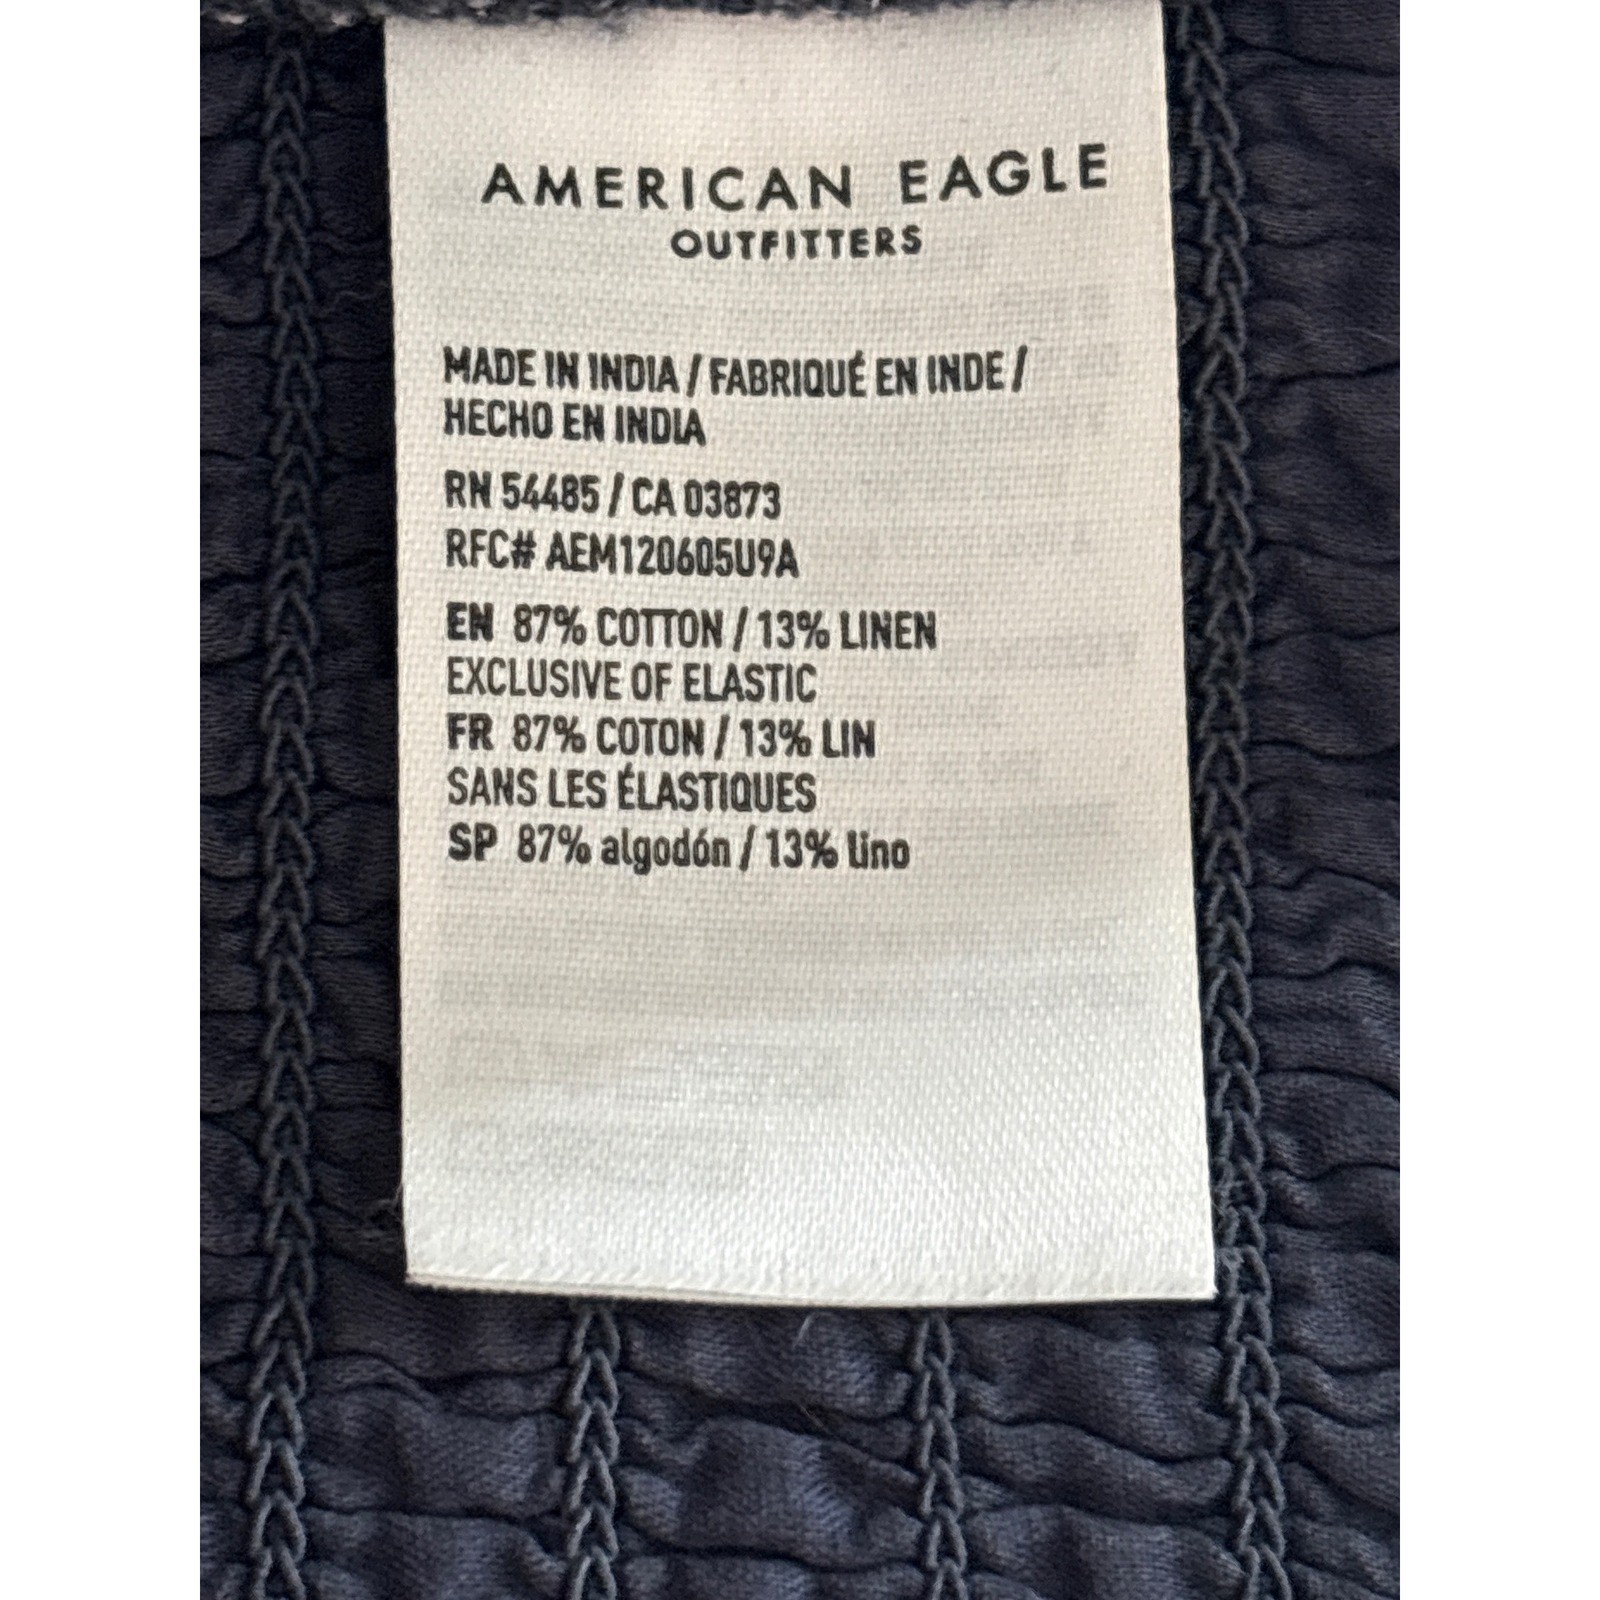 AMERICAN EAGLE
OUTFITTERS
MADE IN INDIA / FABRIQUÉ EN INDE /
HECHO EN INDIA
RN 54485 / CA 03873
RFC# AEM120605U9A
EN 87% COTTON / 13% LINEN
EXCLUSIVE OF ELASTIC
FR 87% COTON / 13% LIN
SANS LES ÉLASTIQUES
SP 87% algodón / 13% lino